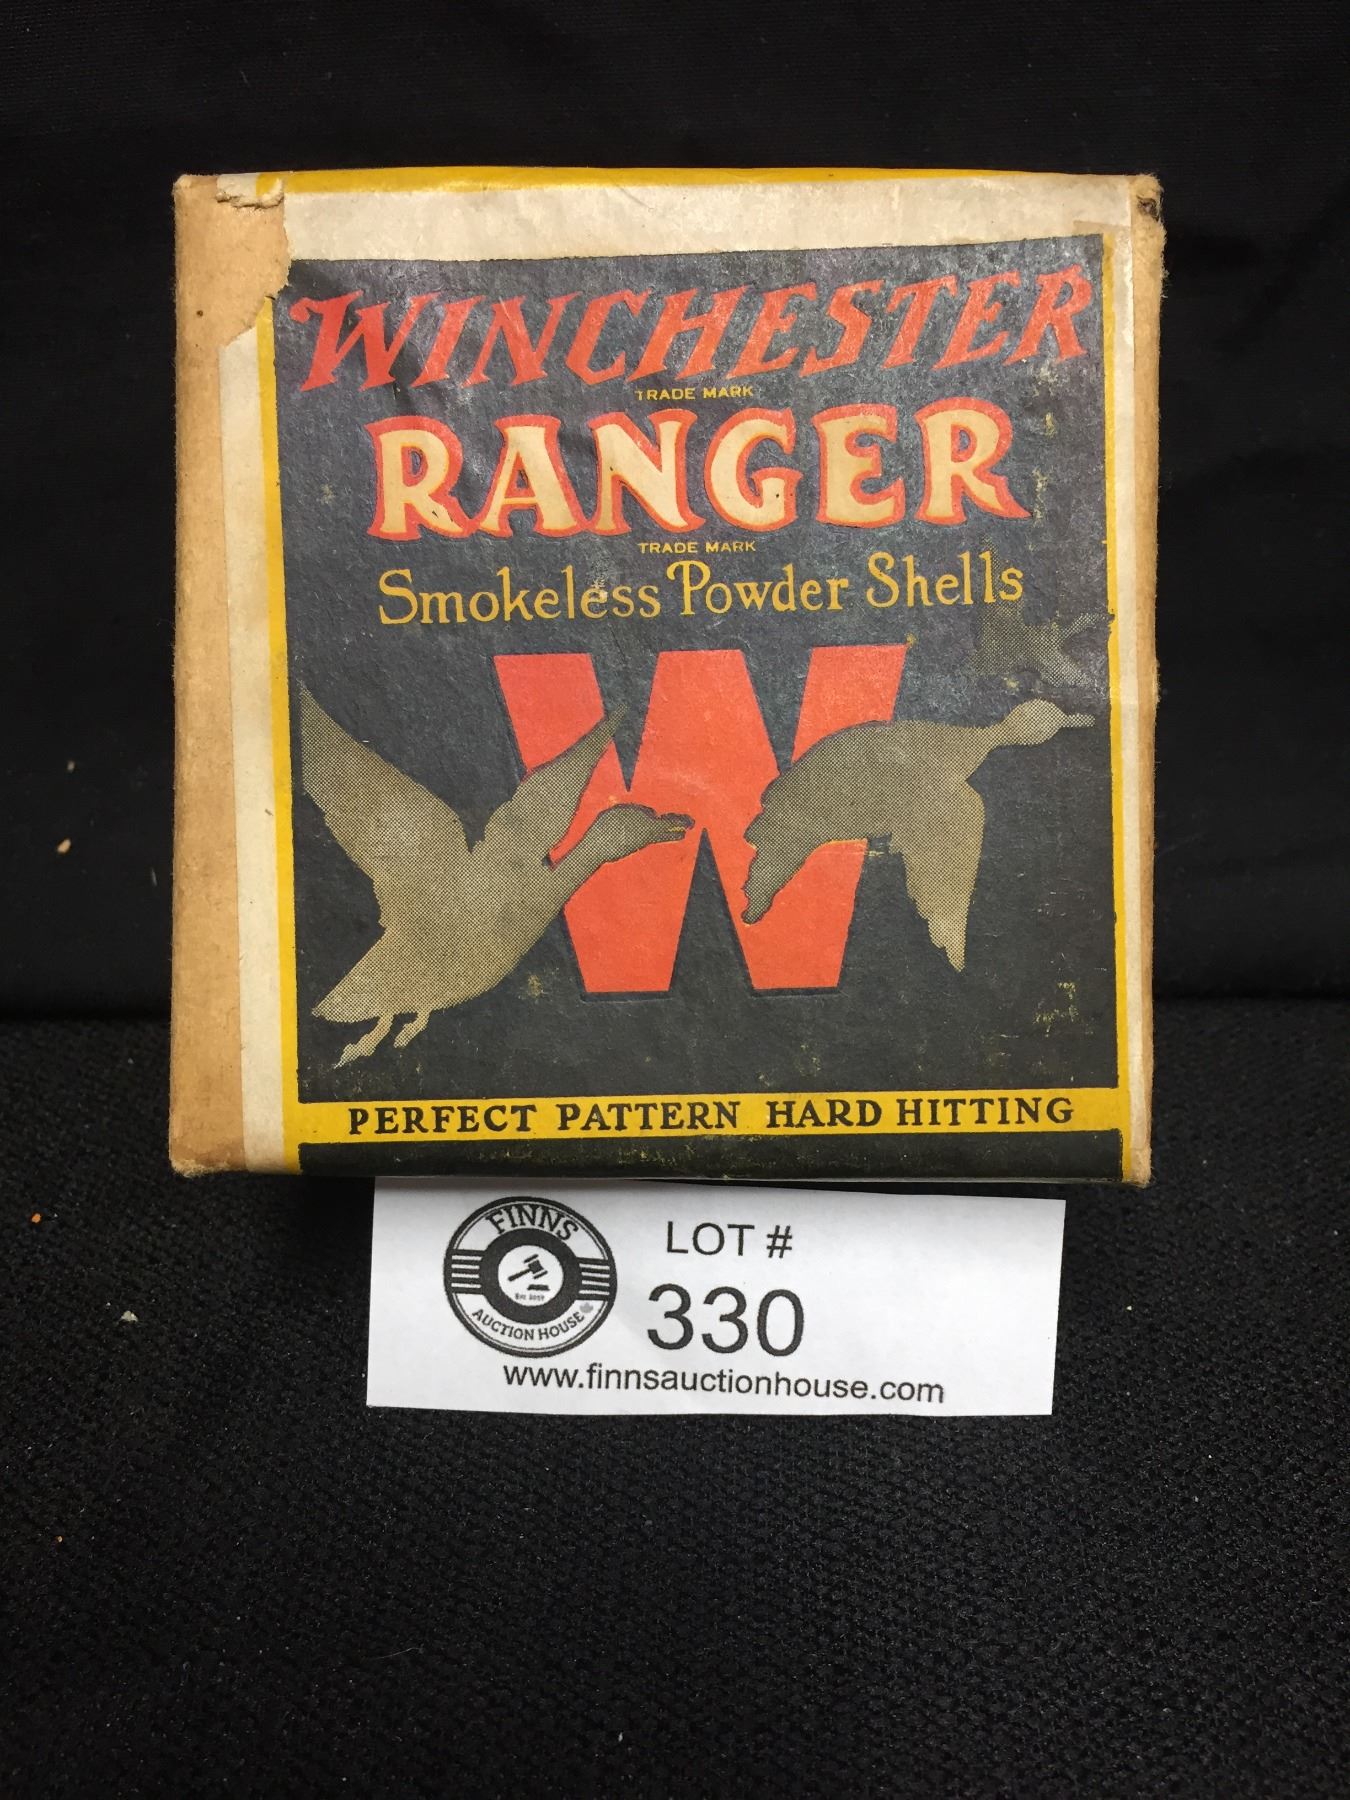 WINCHESTER
TRADE MARK
RANGER
TRADE MARK
Smokeless Powder Shells
W
PERFECT PATTERN HARD HITTING
FINNS
AUCTION HOUSE
LOT #
330
www.finnsauctionhouse.com